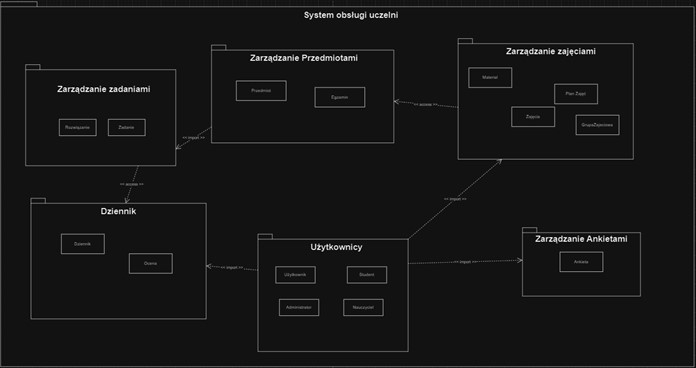 System obsługi uczelni
Zarządzanie zadaniami
Rozwiązanie
Zadanie
Zarządzanie Przedmiotami
Przedmiot
Egzamin
Zarządzanie zajęciami
Materiał
Plan Zajęć
Zajęcia
GrupaZajęciowa
<< access >>
<< import >>
<< access >>
<< import >>
Dziennik
Dziennik
Ocena
<< import >>
Użytkownicy
Użytkownik
Student
Administrator
Nauczyciel
<< import >>
Zarządzanie Ankietami
Ankieta